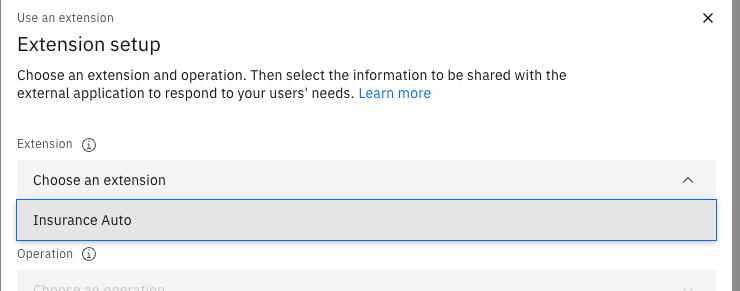 Use an extension
Extension setup
Choose an extension and operation. Then select the information to be shared with the
external application to respond to your users' needs. Learn more
Extension
Choose an extension
Insurance Auto
Operation
Choose an operation